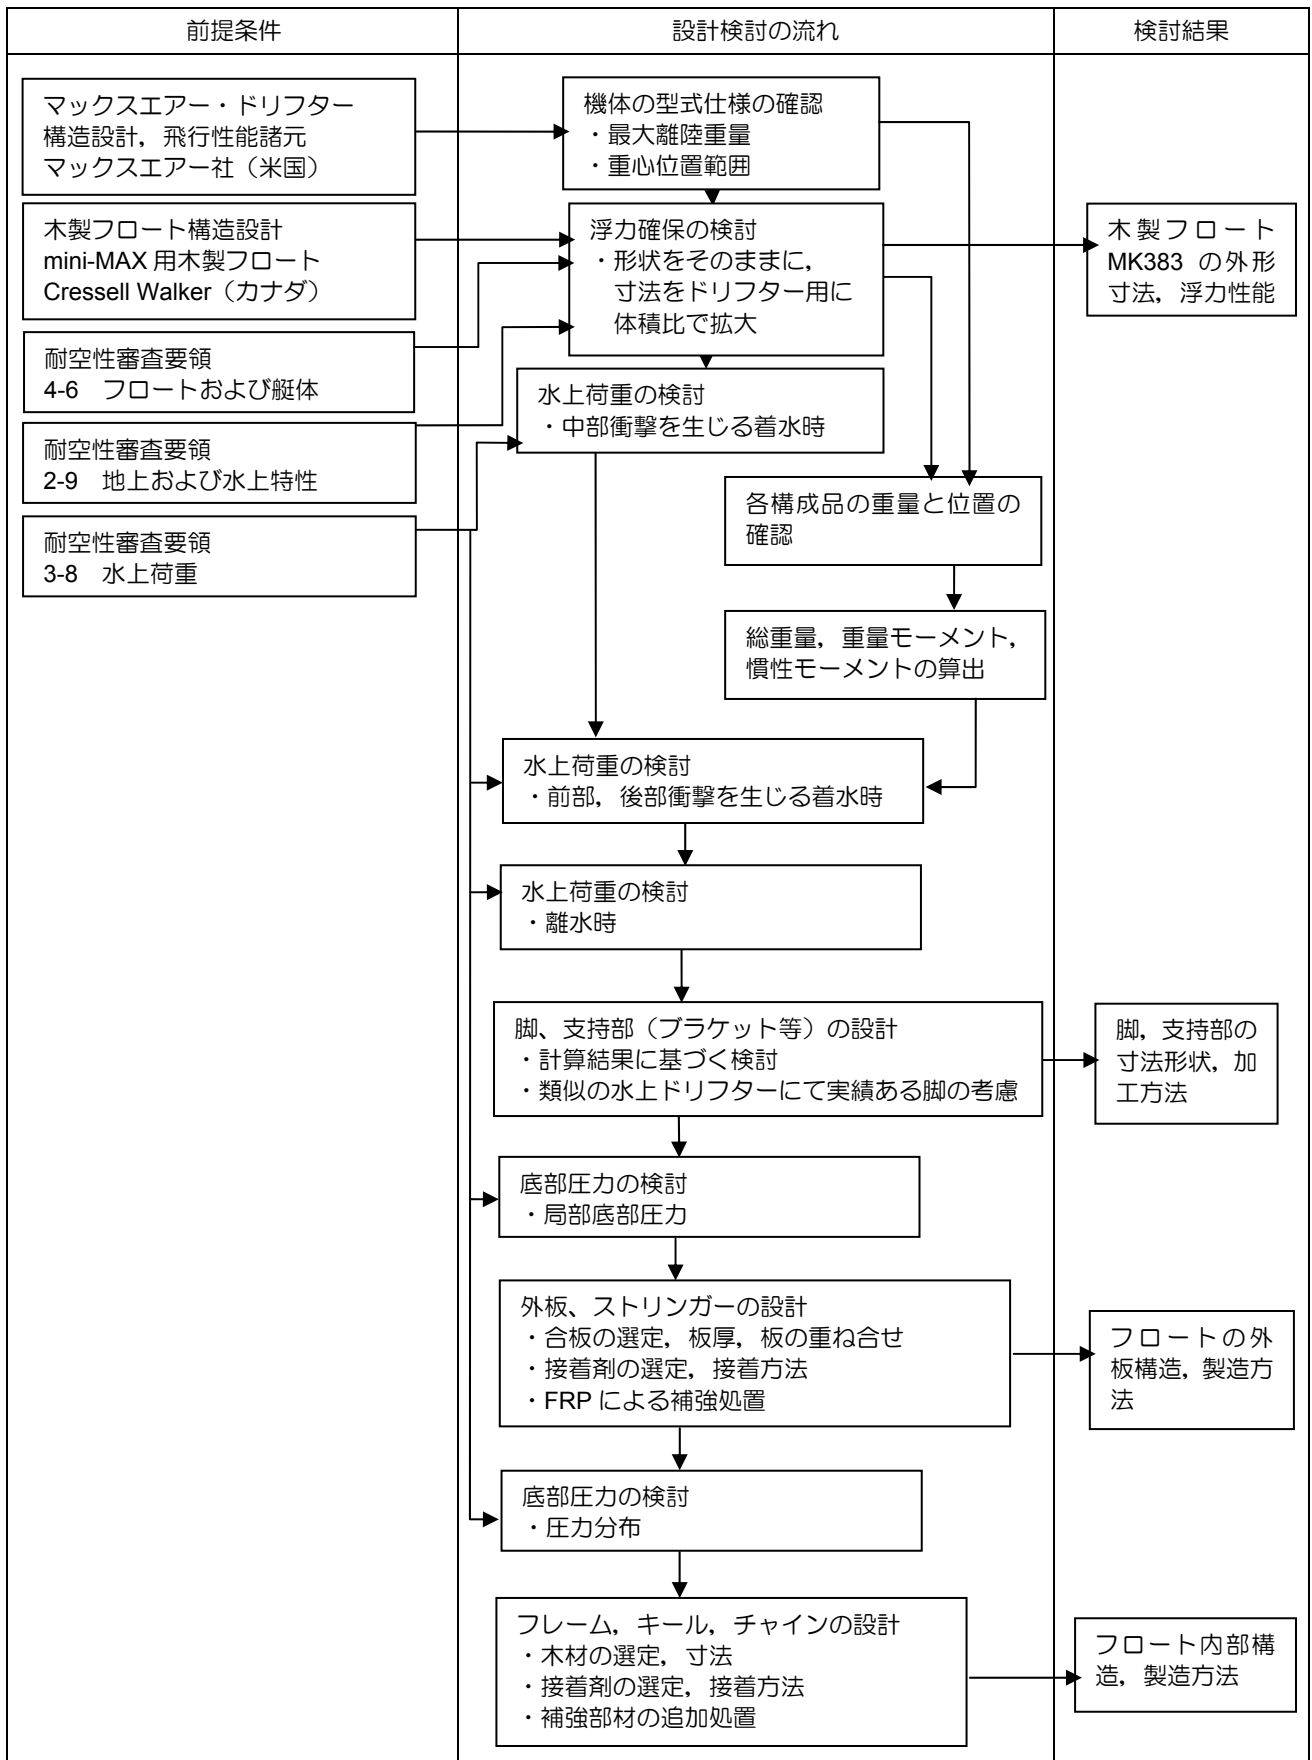 前提条件
設計検討の流れ
検討結果
マックスエアー・ドリフター
構造設計，飛行性能諸元
マックスエアー社（米国）
機体の型式仕様の確認
・最大離陸重量
・重心位置範囲
木製フロート構造設計
mini-MAX 用木製フロート
Cressell Walker（カナダ）
浮力確保の検討
・形状をそのままに，
寸法をドリフター用に
体積比で拡大
木製フロート
MK383 の外形
寸法，浮力性能
耐空性審査要領
4-6　フロートおよび艇体
水上荷重の検討
・中部衝撃を生じる着水時
耐空性審査要領
2-9　地上および水上特性
各構成品の重量と位置の
確認
耐空性審査要領
3-8　水上荷重
総重量，重量モーメント，
慣性モーメントの算出
水上荷重の検討
・前部，後部衝撃を生じる着水時
水上荷重の検討
・離水時
脚、支持部（ブラケット等）の設計
・計算結果に基づく検討
・類似の水上ドリフターにて実績ある脚の考慮
脚，支持部の
寸法形状，加
工方法
底部圧力の検討
・局部底部圧力
外板、ストリンガーの設計
・合板の選定，板厚，板の重ね合せ
・接着剤の選定，接着方法
・FRP による補強処置
フロートの外
板構造，製造方
法
底部圧力の検討
・圧力分布
フレーム，キール，チャインの設計
・木材の選定，寸法
・接着剤の選定，接着方法
・補強部材の追加処置
フロート内部構
造，製造方法